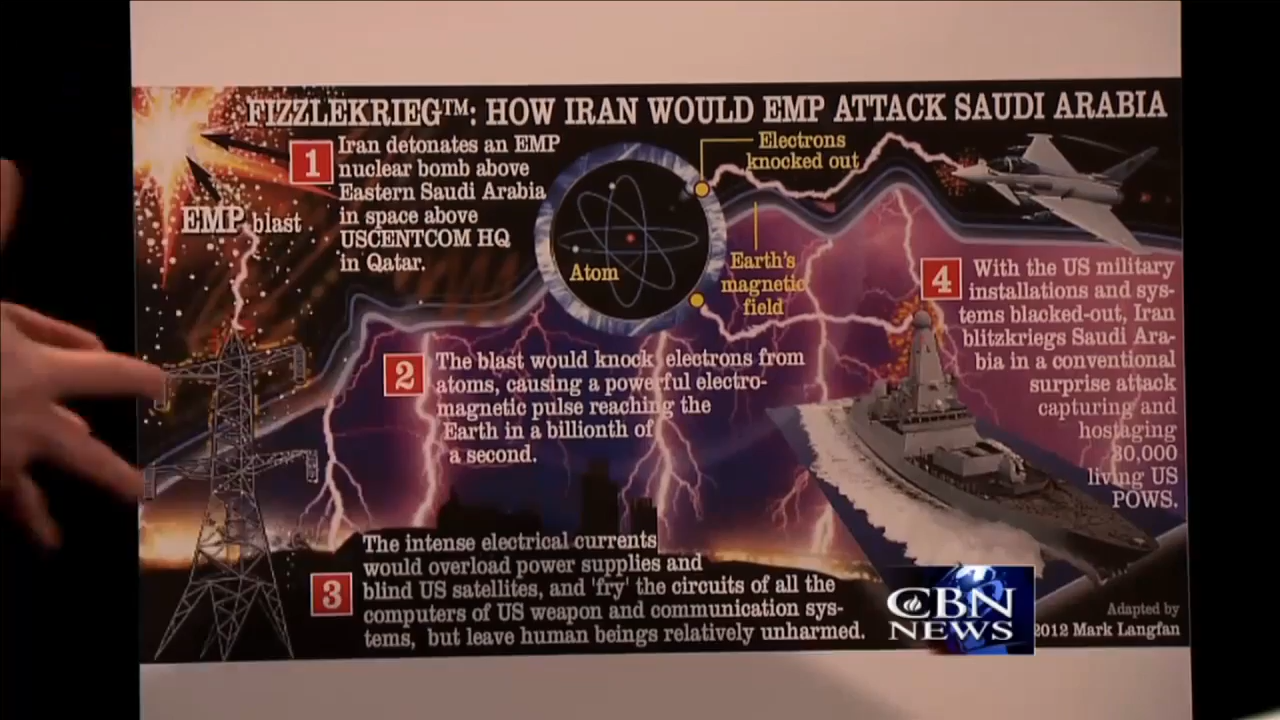 FIZZLEKRIEG™: HOW IRAN WOULD EMP ATTACK SAUDI ARABIA
1
Iran detonates an EMP
nuclear bomb above
Eastern Saudi Arabia
in space above
USCENTCOM HQ
in Qatar.
EMP blast
Electrons
knocked out
Atom
Earth's
magnetic
field
2
The blast would knock electrons from
atoms, causing a powerful electro-
magnetic pulse reaching the
Earth in a billionth of
a second.
3
The intense electrical currents
would overload power supplies and
blind US satellites, and 'fry' the circuits of all the
computers of US weapon and communication sys-
tems, but leave human beings relatively unharmed.
4
With the US military
installations and sys-
tems blacked-out, Iran
blitzkriegs Saudi Ara-
bia in a conventional
surprise attack
capturing and
hostaging
30,000
living US
POWS.
CBN
NEWS
Adapted by
2012 Mark Langfan